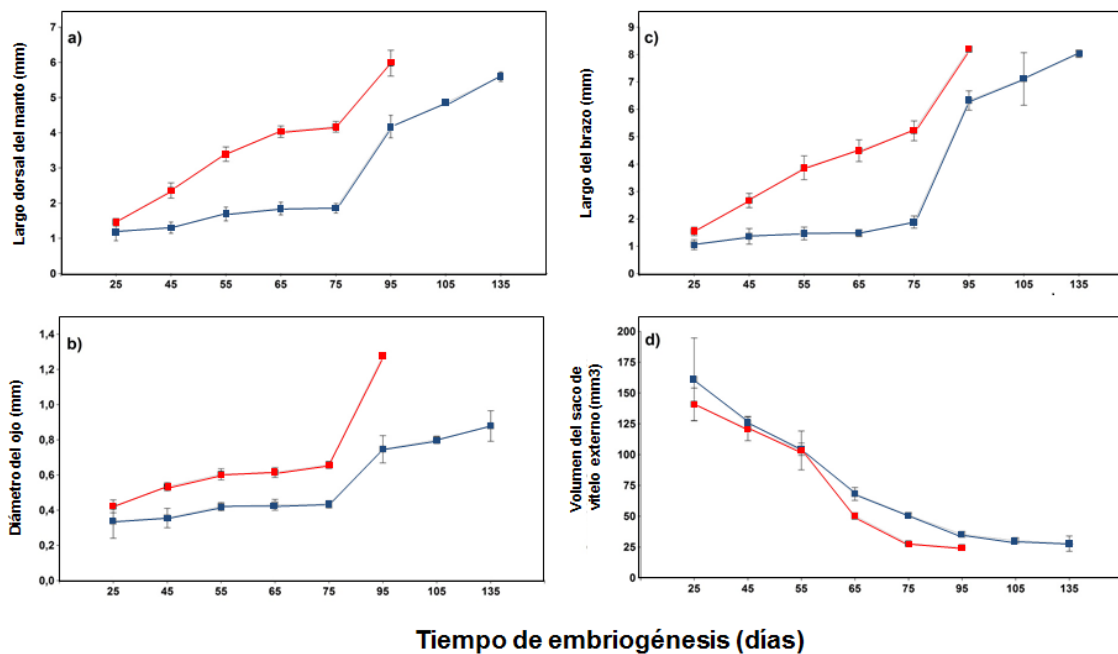 a)
Largo dorsal del manto (mm)
7
6
5
4
3
2
1
0
25 45 55 65 75 95 105 135
c)
Largo del brazo (mm)
9
8
7
6
5
4
3
2
1
0
25 45 55 65 75 95 105 135
b)
Diámetro del ojo (mm)
1,4
1,2
1,0
0,8
0,6
0,4
0,2
0,0
25 45 55 65 75 95 105 135
d)
Volumen del saco de
vitelo externo (mm3)
200
175
150
125
100
75
50
25
0
25 45 55 65 75 95 105 135
Tiempo de embriogénesis (días)